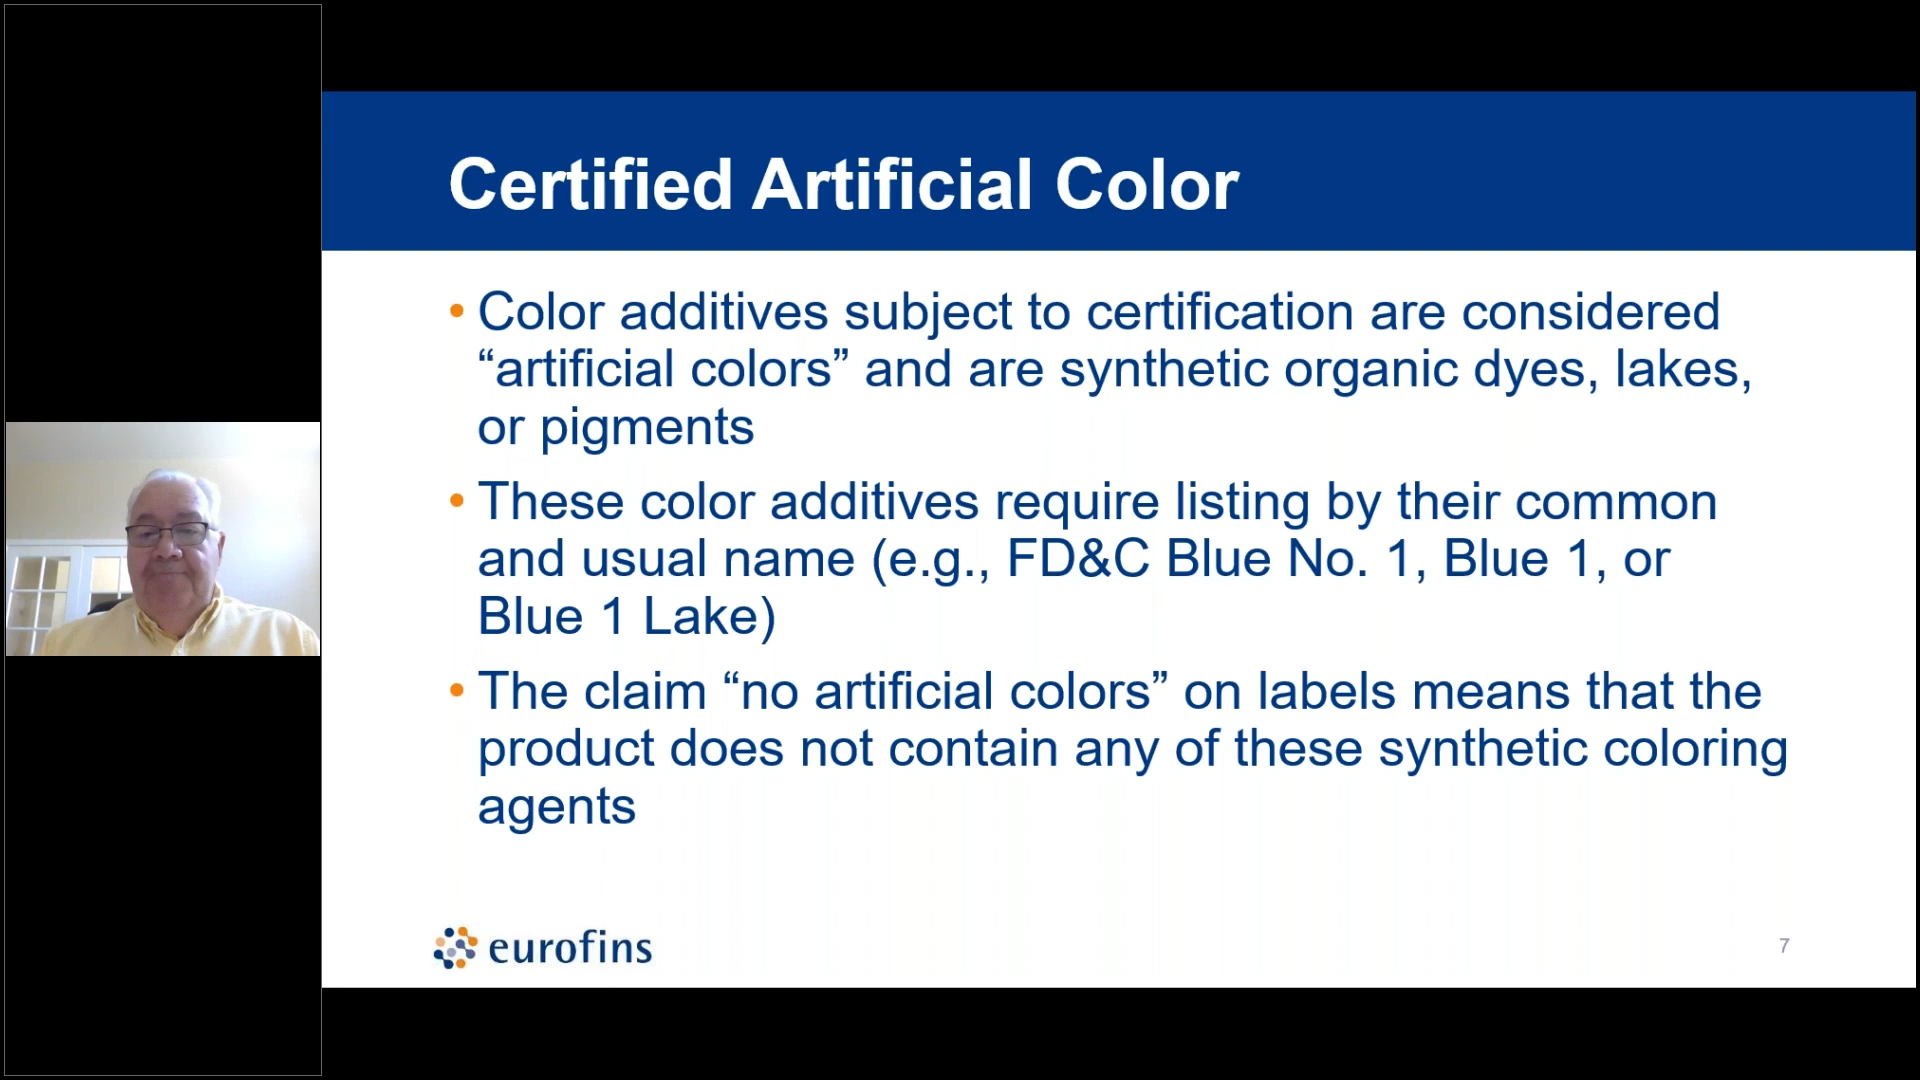 Certified Artificial Color
• Color additives subject to certification are considered
“artificial colors” and are synthetic organic dyes, lakes,
or pigments
• These color additives require listing by their common
and usual name (e.g., FD&C Blue No. 1, Blue 1, or
Blue 1 Lake)
• The claim “no artificial colors” on labels means that the
product does not contain any of these synthetic coloring
agents
eurofins
7